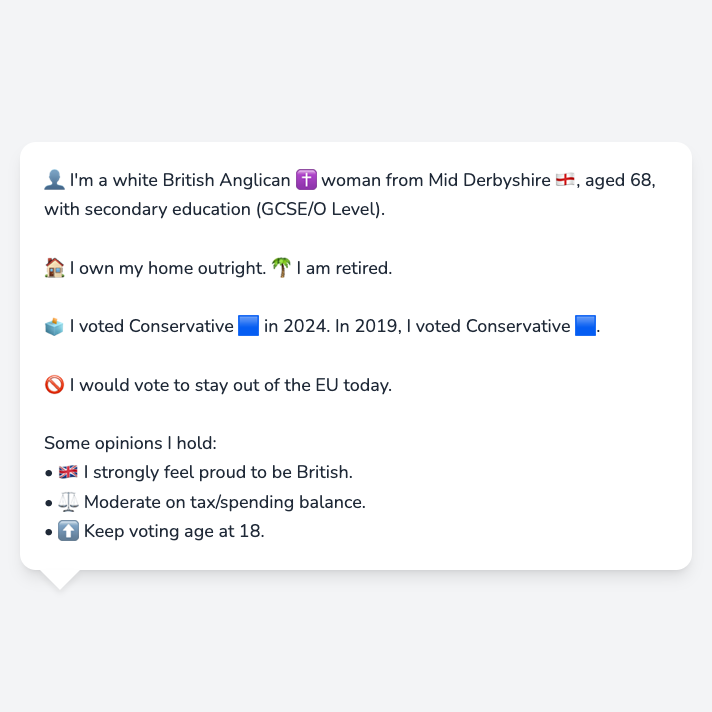 👤 I'm a white British Anglican ✝️ woman from Mid Derbyshire 🏴󠁧󠁢󠁥󠁮󠁧󠁿, aged 68,
with secondary education (GCSE/O Level).
🏠 I own my home outright. 🌴 I am retired.
🗳️ I voted Conservative 🟦 in 2024. In 2019, I voted Conservative 🟦.
🚫 I would vote to stay out of the EU today.
Some opinions I hold:
• 🇬🇧 I strongly feel proud to be British.
• ⚖️ Moderate on tax/spending balance.
• ⬆️ Keep voting age at 18.